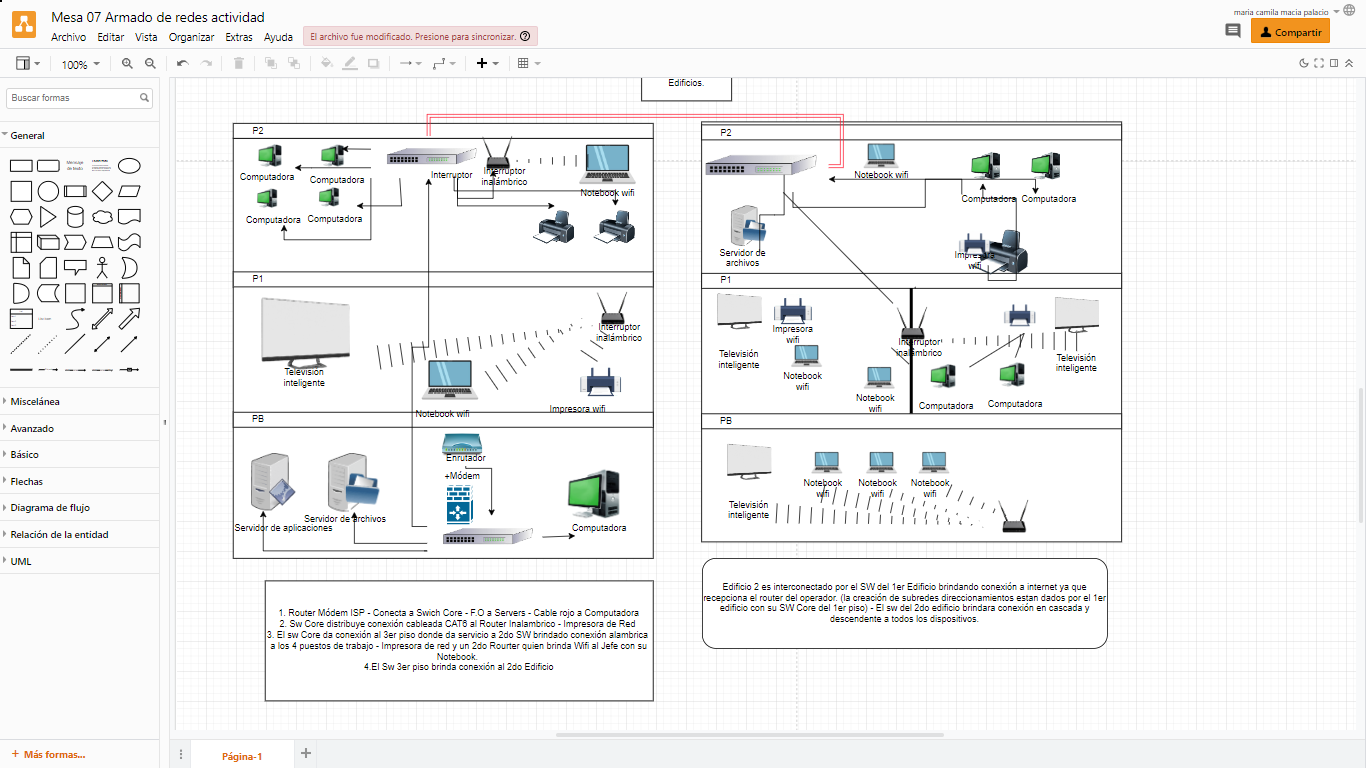 Mesa 07 Armado de redes actividad
maria camila macia palacio
Archivo Editar Vista Organizar Extras Ayuda
El archivo fue modificado. Presione para sincronizar.
Compartir
100%
Buscar formas
General
Miscelánea
Avanzado
Básico
Flechas
Diagrama de flujo
Relación de la entidad
UML
+ Más formas...
Página-1
Edificios.
P2
Computadora
Computadora
Interruptor
Interruptor
inalámbrico
Notebook wifi
Computadora
Computadora
P1
Televisión
inteligente
Notebook wifi
Interruptor
inalámbrico
Impresora wifi
PB
Enrutador
+Módem
Servidor de aplicaciones
Servidor de archivos
Computadora
1. Router Módem ISP - Conecta a Swich Core - F.O a Servers - Cable rojo a Computadora
2. Sw Core distribuye conexión cableada CAT6 al Router Inalambrico - Impresora de Red
3. El sw Core da conexión al 3er piso donde da servicio a 2do SW brindado conexión alambrica
a los 4 puestos de trabajo - Impresora de red y un 2do Rourter quien brinda Wifi al Jefe con su
Notebook.
4.El Sw 3er piso brinda conexión al 2do Edificio
P2
Notebook wifi
Computadora
Computadora
Servidor de
archivos
Impresora
wifi
P1
Impresora
wifi
Televisión
inteligente
Notebook
wifi
Notebook
wifi
Interruptor
inalámbrico
Computadora
Computadora
Televisión
inteligente
PB
Televisión
inteligente
Notebook
wifi
Notebook
wifi
Notebook
wifi
Edificio 2 es interconectado por el SW del 1er Edificio brindando conexión a internet ya que
recepciona el router del operador. (la creación de subredes direccionamientos estan dados por el 1er
edificio con su SW Core del 1er piso) - El sw del 2do edificio brindara conexión en cascada y
descendente a todos los dispositivos.